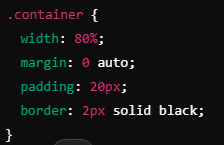 .container {
  width: 80%;
  margin: 0 auto;
  padding: 20px;
  border: 2px solid black;
}